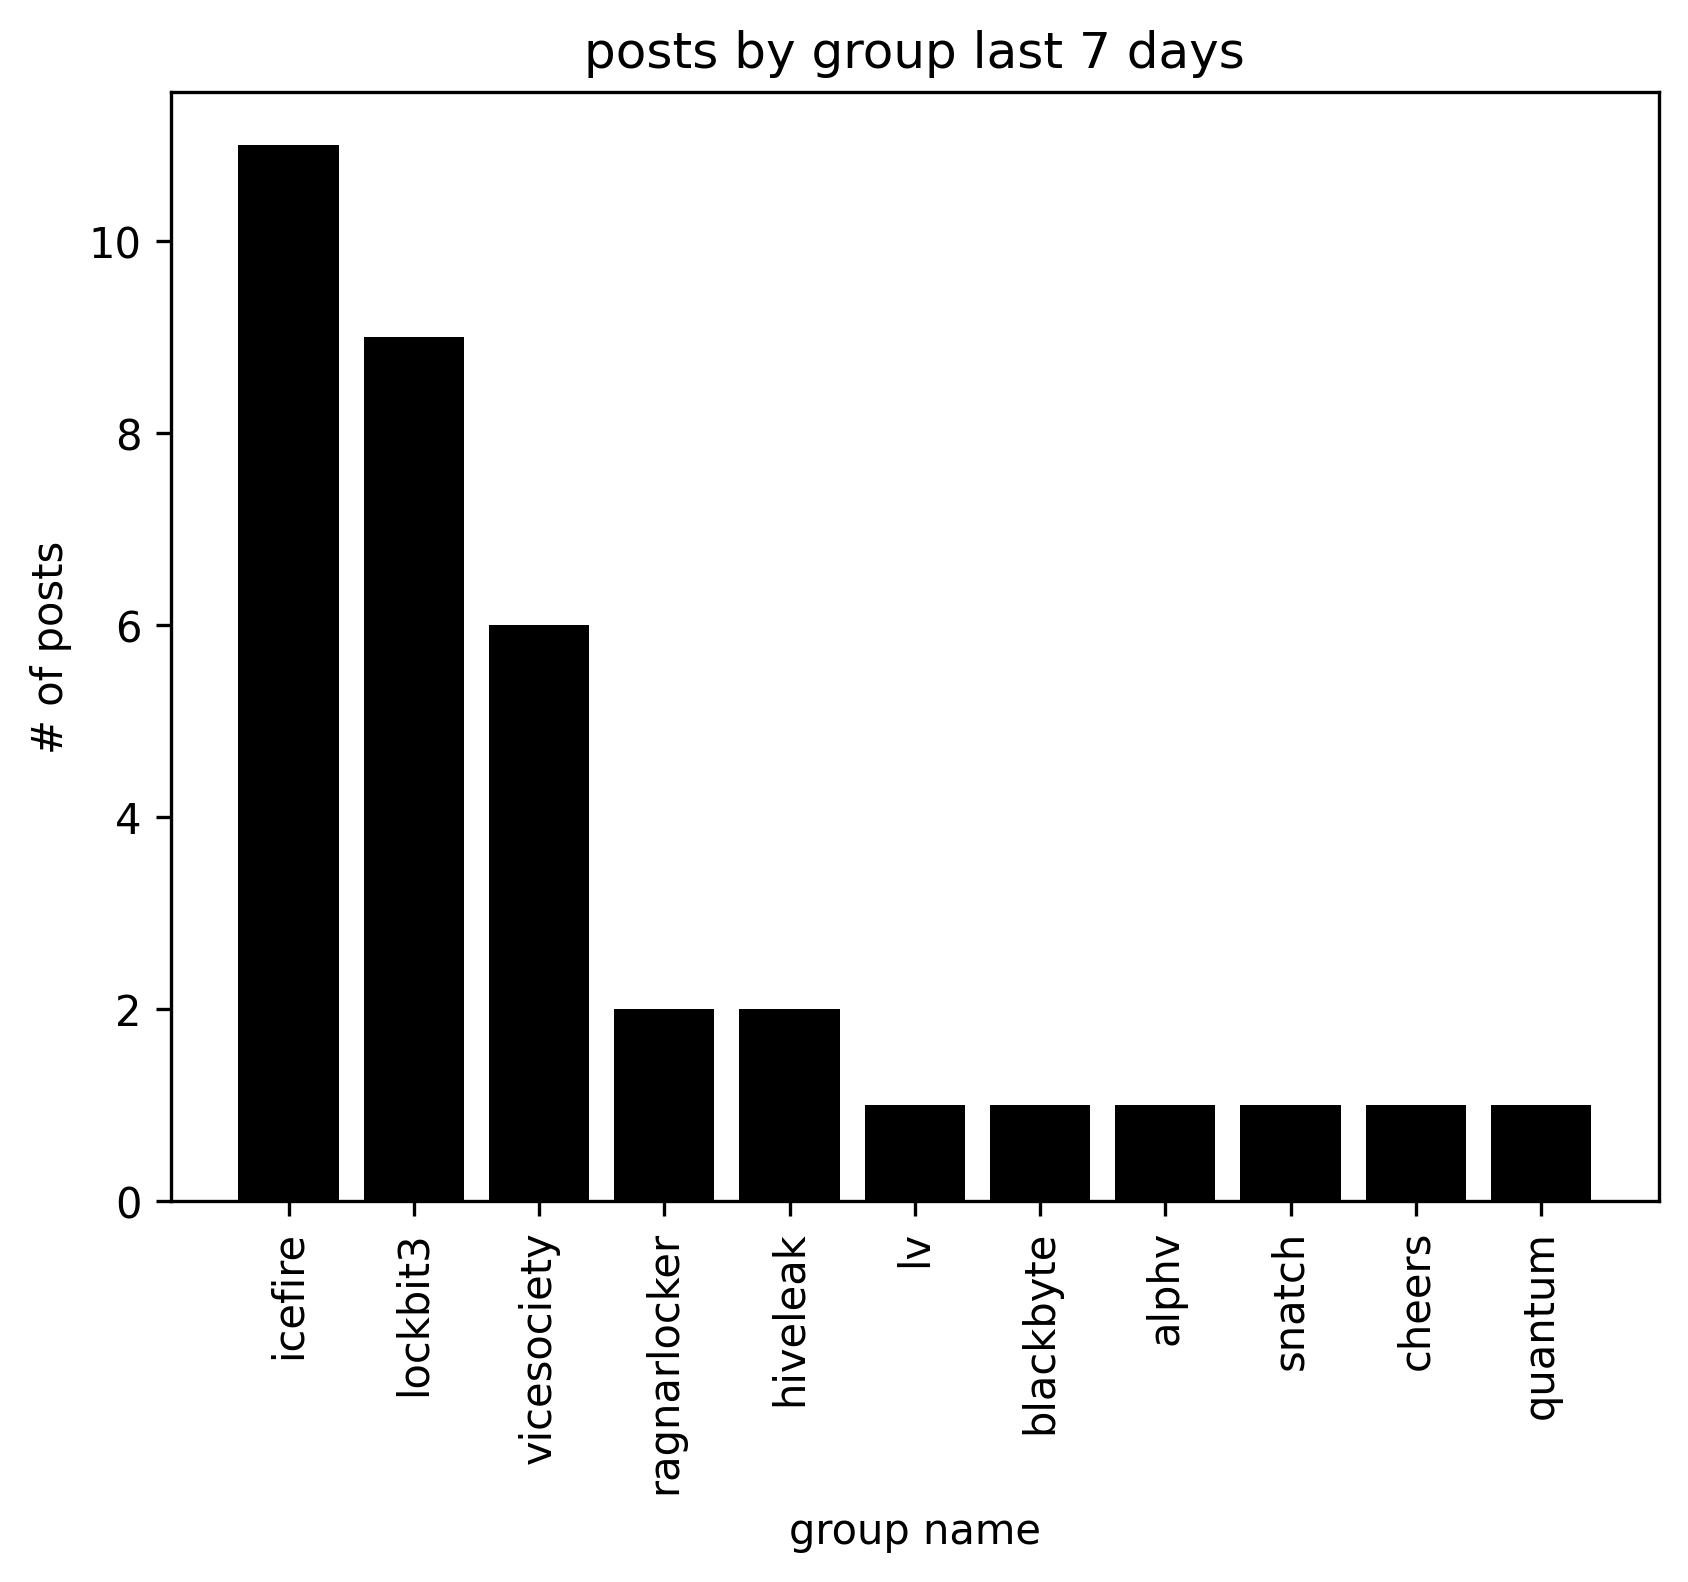 posts by group last 7 days
# of posts
10
8
6
4
2
0
icefire
lockbit3
vicesociety
ragnarlocker
hiveleak
lv
blackbyte
alphv
snatch
cheers
quantum
group name